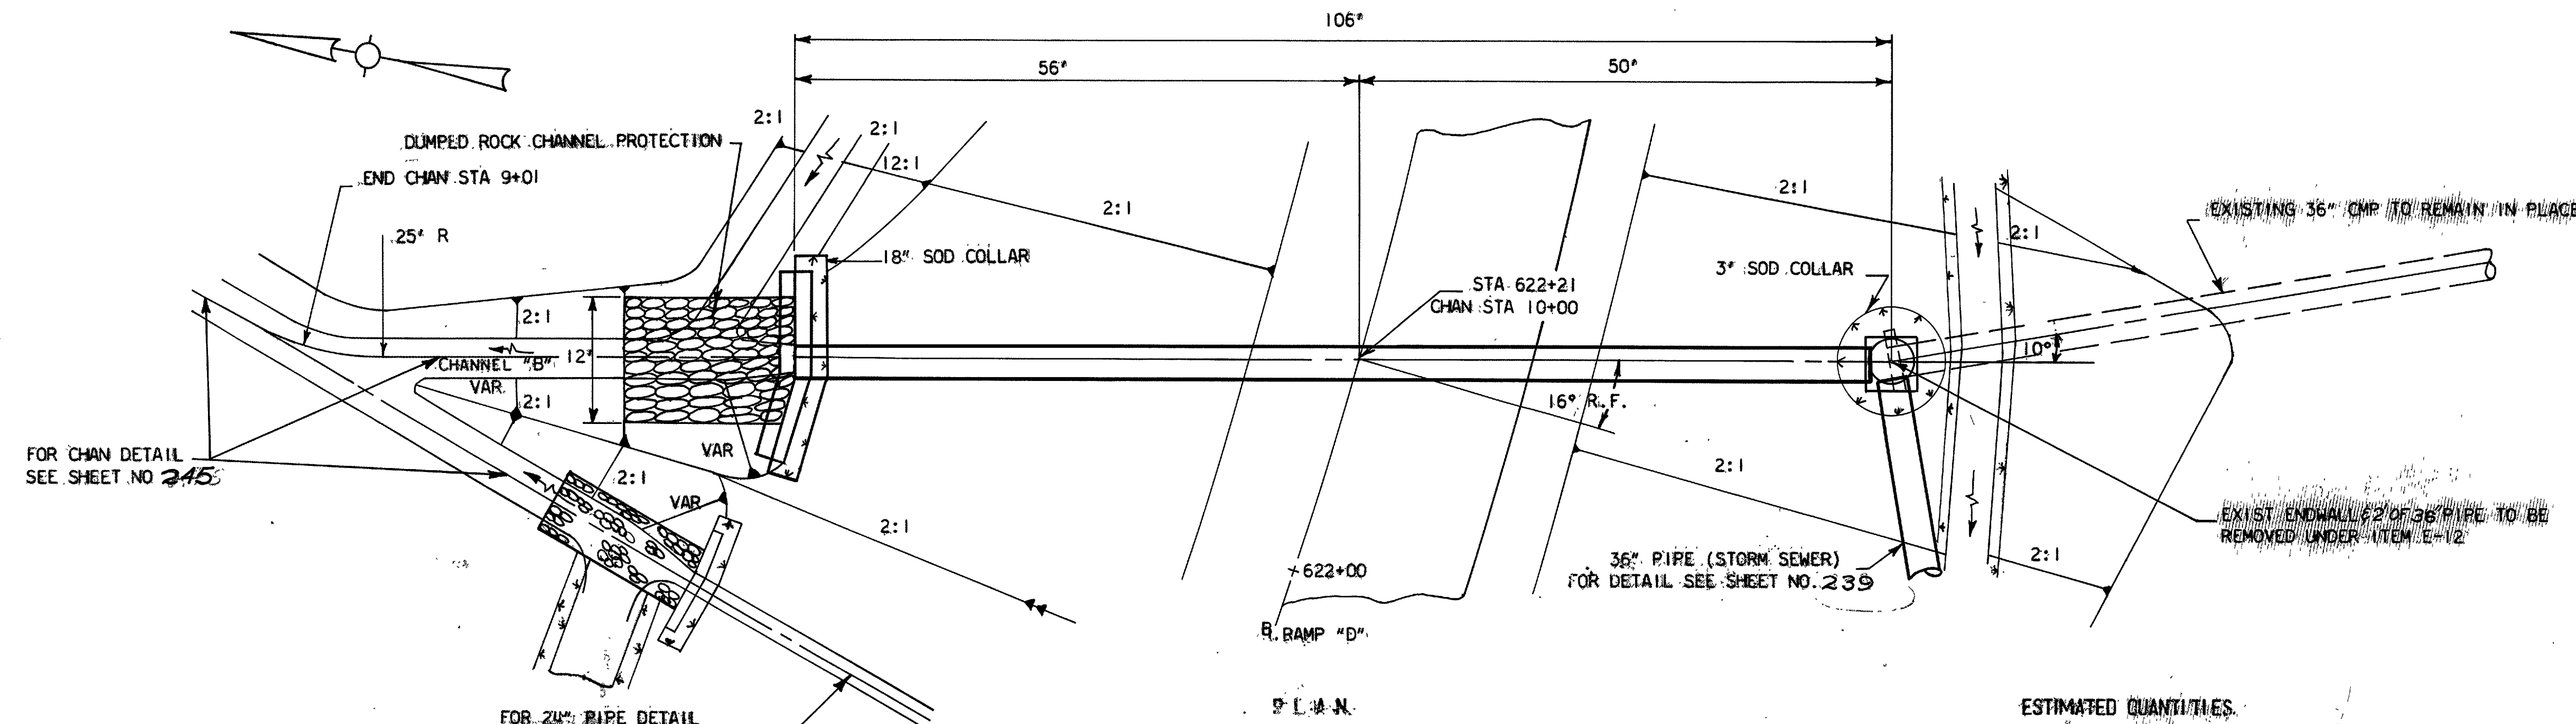 106'
56'
50'
2:1
DUMPED ROCK CHANNEL PROTECTION
2:1
12:1
END CHAN STA 9+01
2:1
2:1
EXISTING 36" CMP TO REMAIN IN PLACE
25' R
2:1
18" SOD COLLAR
3' SOD COLLAR
STA 622+21
CHAN STA 10+00
2:1
12'
CHANNEL "B"
VAR
10°
2:1
16° R.F.
FOR CHAN DETAIL
SEE SHEET NO 245
VAR
2:1
2:1
VAR
2:1
EXIST ENDWALL & 2' OF 36" PIPE TO BE
REMOVED UNDER ITEM E-12
36" PIPE (STORM SEWER)
FOR DETAIL SEE SHEET NO. 239
2:1
+622+00
B. RAMP "D"
PLAN
ESTIMATED QUANTITIES
FOR 24" PIPE DETAIL